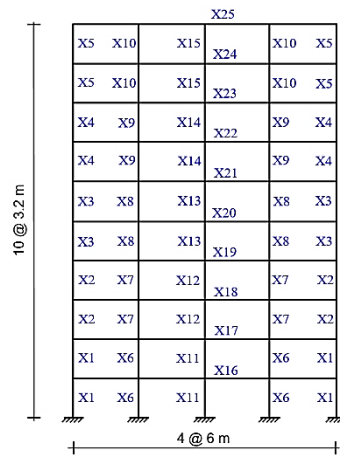 X25
X5 X10 X15 X10 X5
X24
X5 X10 X15 X10 X5
X23
X4 X9 X14 X9 X4
X22
X4 X9 X14 X9 X4
X21
X3 X8 X13 X8 X3
X20
X3 X8 X13 X8 X3
X19
X2 X7 X12 X7 X2
X18
X2 X7 X12 X7 X2
X17
X1 X6 X11 X6 X1
X16
X1 X6 X11 X6 X1
10 @ 3.2 m
4 @ 6 m